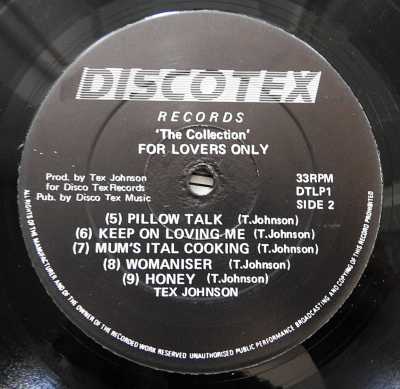 DISCOTEX
RECORDS
'The Collection'
FOR LOVERS ONLY
Prod. by Tex Johnson
for Disco Tex Records
Pub. by Disco Tex Music
33RPM
DTLP1
SIDE 2
(5) PILLOW TALK (T.Johnson)
(6) KEEP ON LOVING ME (T.Johnson)
(7) MUM'S ITAL COOKING (T.Johnson)
(8) WOMANISER (T.Johnson)
(9) HONEY (T.Johnson)
TEX JOHNSON
ALL RIGHTS OF THE MANUFACTURER AND OF THE OWNER OF THE RECORDED WORK RESERVED UNAUTHORISED PUBLIC PERFORMANCE BROADCASTING AND COPYING OF THIS RECORD PROHIBITED